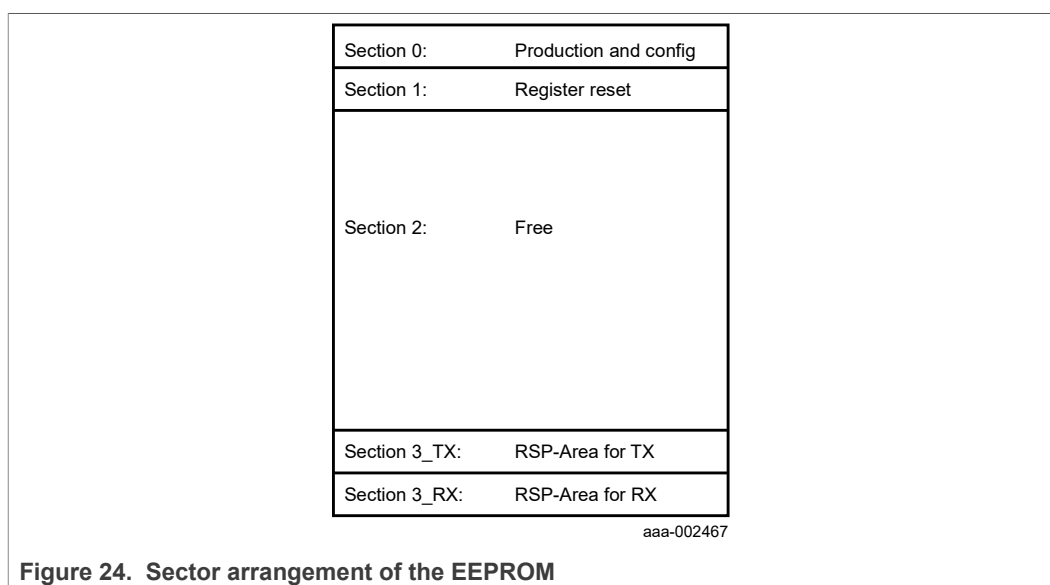 Section 0: Production and config
Section 1: Register reset
Section 2: Free
Section 3_TX: RSP-Area for TX
Section 3_RX: RSP-Area for RX
aaa-002467
Figure 24. Sector arrangement of the EEPROM